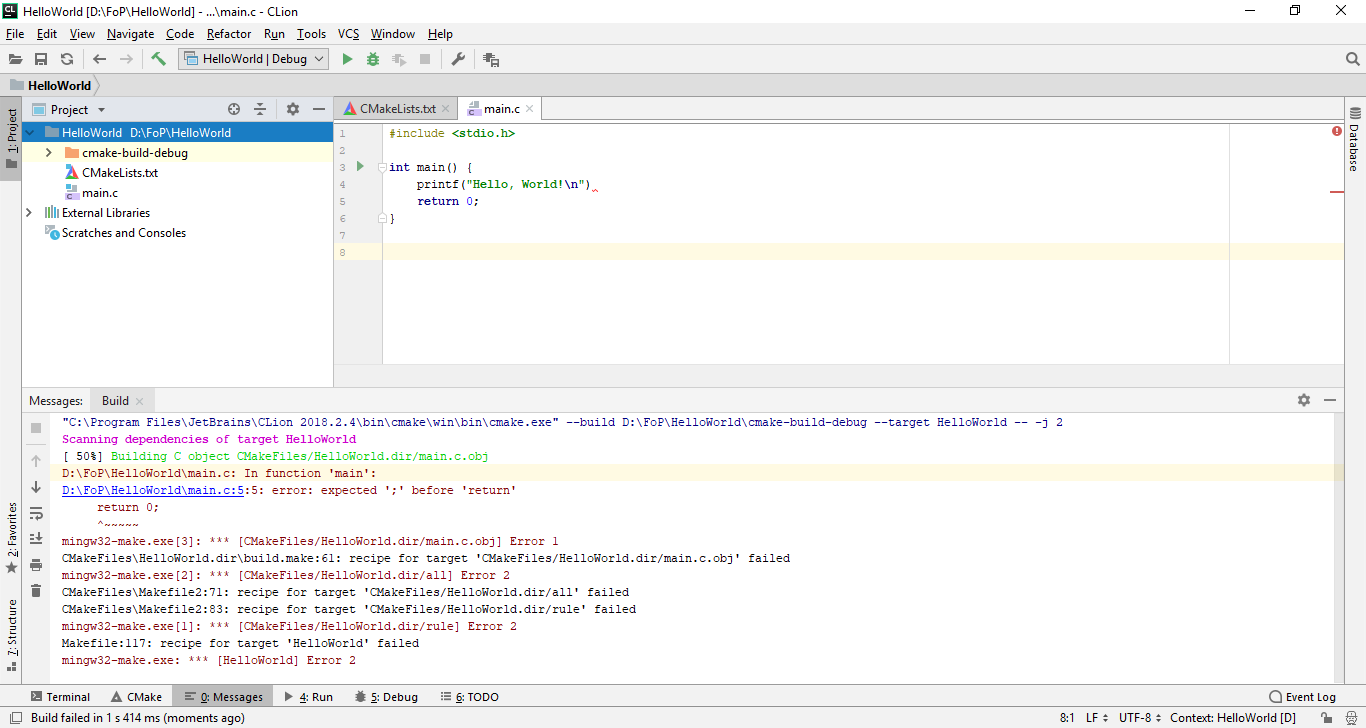 HelloWorld [D:\FoP\HelloWorld] - ...\main.c - CLion
File Edit View Navigate Code Refactor Run Tools VCS Window Help
HelloWorld | Debug
HelloWorld
Project
CMakeLists.txt main.c
1: Project
HelloWorld D:\FoP\HelloWorld
cmake-build-debug
CMakeLists.txt
main.c
External Libraries
Scratches and Consoles
1 #include <stdio.h>
2
3 int main() {
4 printf("Hello, World!\n")
5 return 0;
6 }
7
8
Database
Messages: Build
"C:\Program Files\JetBrains\CLion 2018.2.4\bin\cmake\win\bin\cmake.exe" --build D:\FoP\HelloWorld\cmake-build-debug --target HelloWorld -- -j 2
Scanning dependencies of target HelloWorld
[ 50%] Building C object CMakeFiles/HelloWorld.dir/main.c.obj
D:\FoP\HelloWorld\main.c: In function 'main':
D:\FoP\HelloWorld\main.c:5:5: error: expected ';' before 'return'
return 0;
^~~~~~
mingw32-make.exe[3]: *** [CMakeFiles/HelloWorld.dir/main.c.obj] Error 1
CMakeFiles\HelloWorld.dir\build.make:61: recipe for target 'CMakeFiles/HelloWorld.dir/main.c.obj' failed
mingw32-make.exe[2]: *** [CMakeFiles/HelloWorld.dir/all] Error 2
CMakeFiles\Makefile2:71: recipe for target 'CMakeFiles/HelloWorld.dir/all' failed
CMakeFiles\Makefile2:83: recipe for target 'CMakeFiles/HelloWorld.dir/rule' failed
mingw32-make.exe[1]: *** [CMakeFiles/HelloWorld.dir/rule] Error 2
Makefile:117: recipe for target 'HelloWorld' failed
mingw32-make.exe: *** [HelloWorld] Error 2
2: Favorites
7: Structure
Terminal CMake 0: Messages 4: Run 5: Debug 6: TODO Event Log
Build failed in 1 s 414 ms (moments ago) 8:1 LF UTF-8 Context: HelloWorld [D]